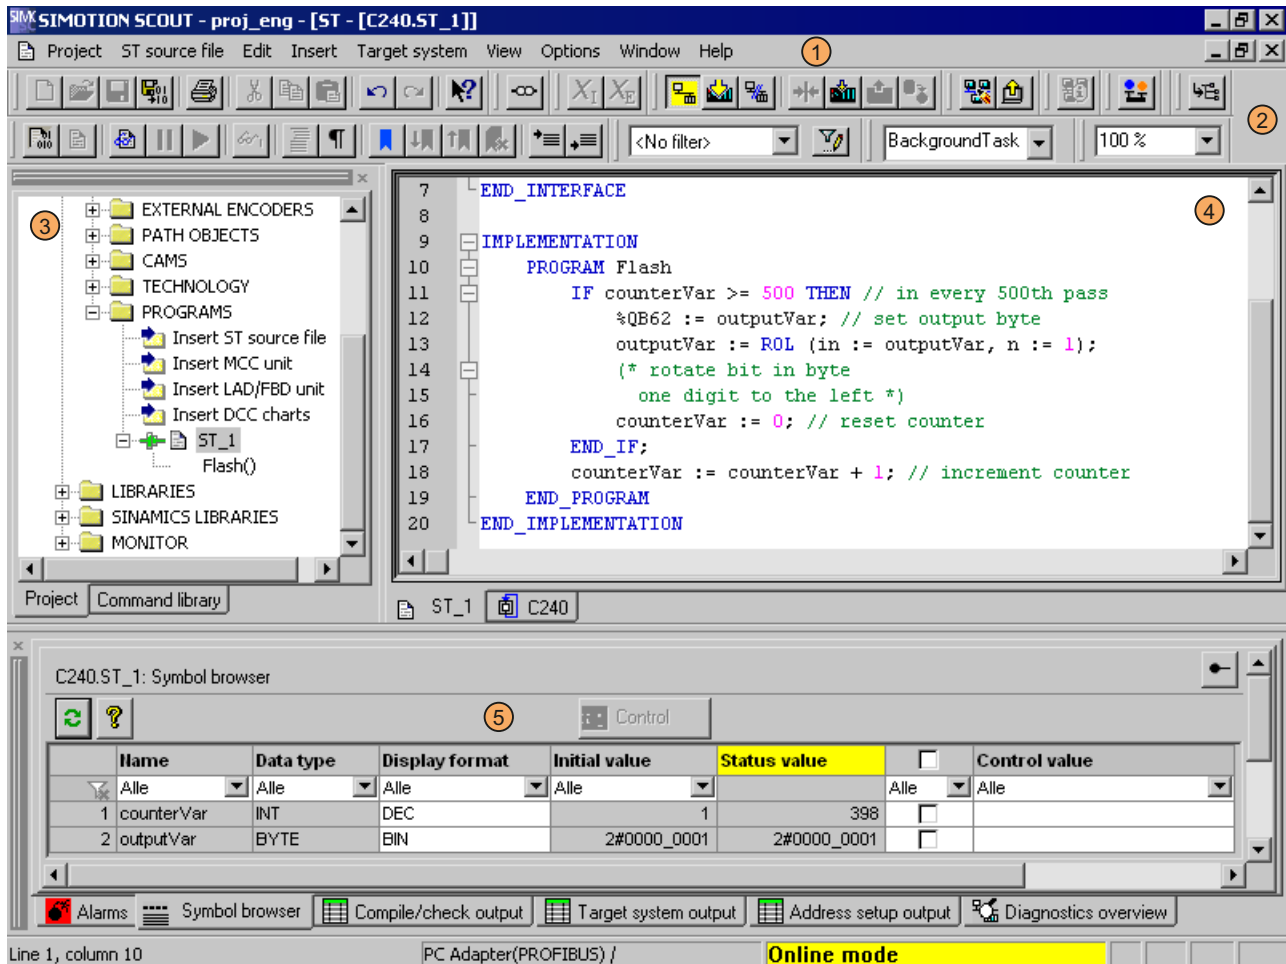 SIMOTION SCOUT - proj_eng - [ST - [C240.ST_1]]
Project ST source file Edit Insert Target system View Options Window Help
1
2
<No filter> BackgroundTask 100 %
3
EXTERNAL ENCODERS
PATH OBJECTS
CAMS
TECHNOLOGY
PROGRAMS
Insert ST source file
Insert MCC unit
Insert LAD/FBD unit
Insert DCC charts
ST_1
Flash()
LIBRARIES
SINAMICS LIBRARIES
MONITOR
Project Command library
4
7 END_INTERFACE
8
9 IMPLEMENTATION
10 PROGRAM Flash
11 IF counterVar >= 500 THEN // in every 500th pass
12 %QB62 := outputVar; // set output byte
13 outputVar := ROL (in := outputVar, n := 1);
14 (* rotate bit in byte
15 one digit to the left *)
16 counterVar := 0; // reset counter
17 END_IF;
18 counterVar := counterVar + 1; // increment counter
19 END_PROGRAM
20 END_IMPLEMENTATION
ST_1 C240
C240.ST_1: Symbol browser
5
Control
Name Data type Display format Initial value Status value Control value
Alle Alle Alle Alle Alle Alle
1 counterVar INT DEC 1 398
2 outputVar BYTE BIN 2#0000_0001 2#0000_0001
Alarms Symbol browser Compile/check output Target system output Address setup output Diagnostics overview
Line 1, column 10 PC Adapter(PROFIBUS) / Online mode